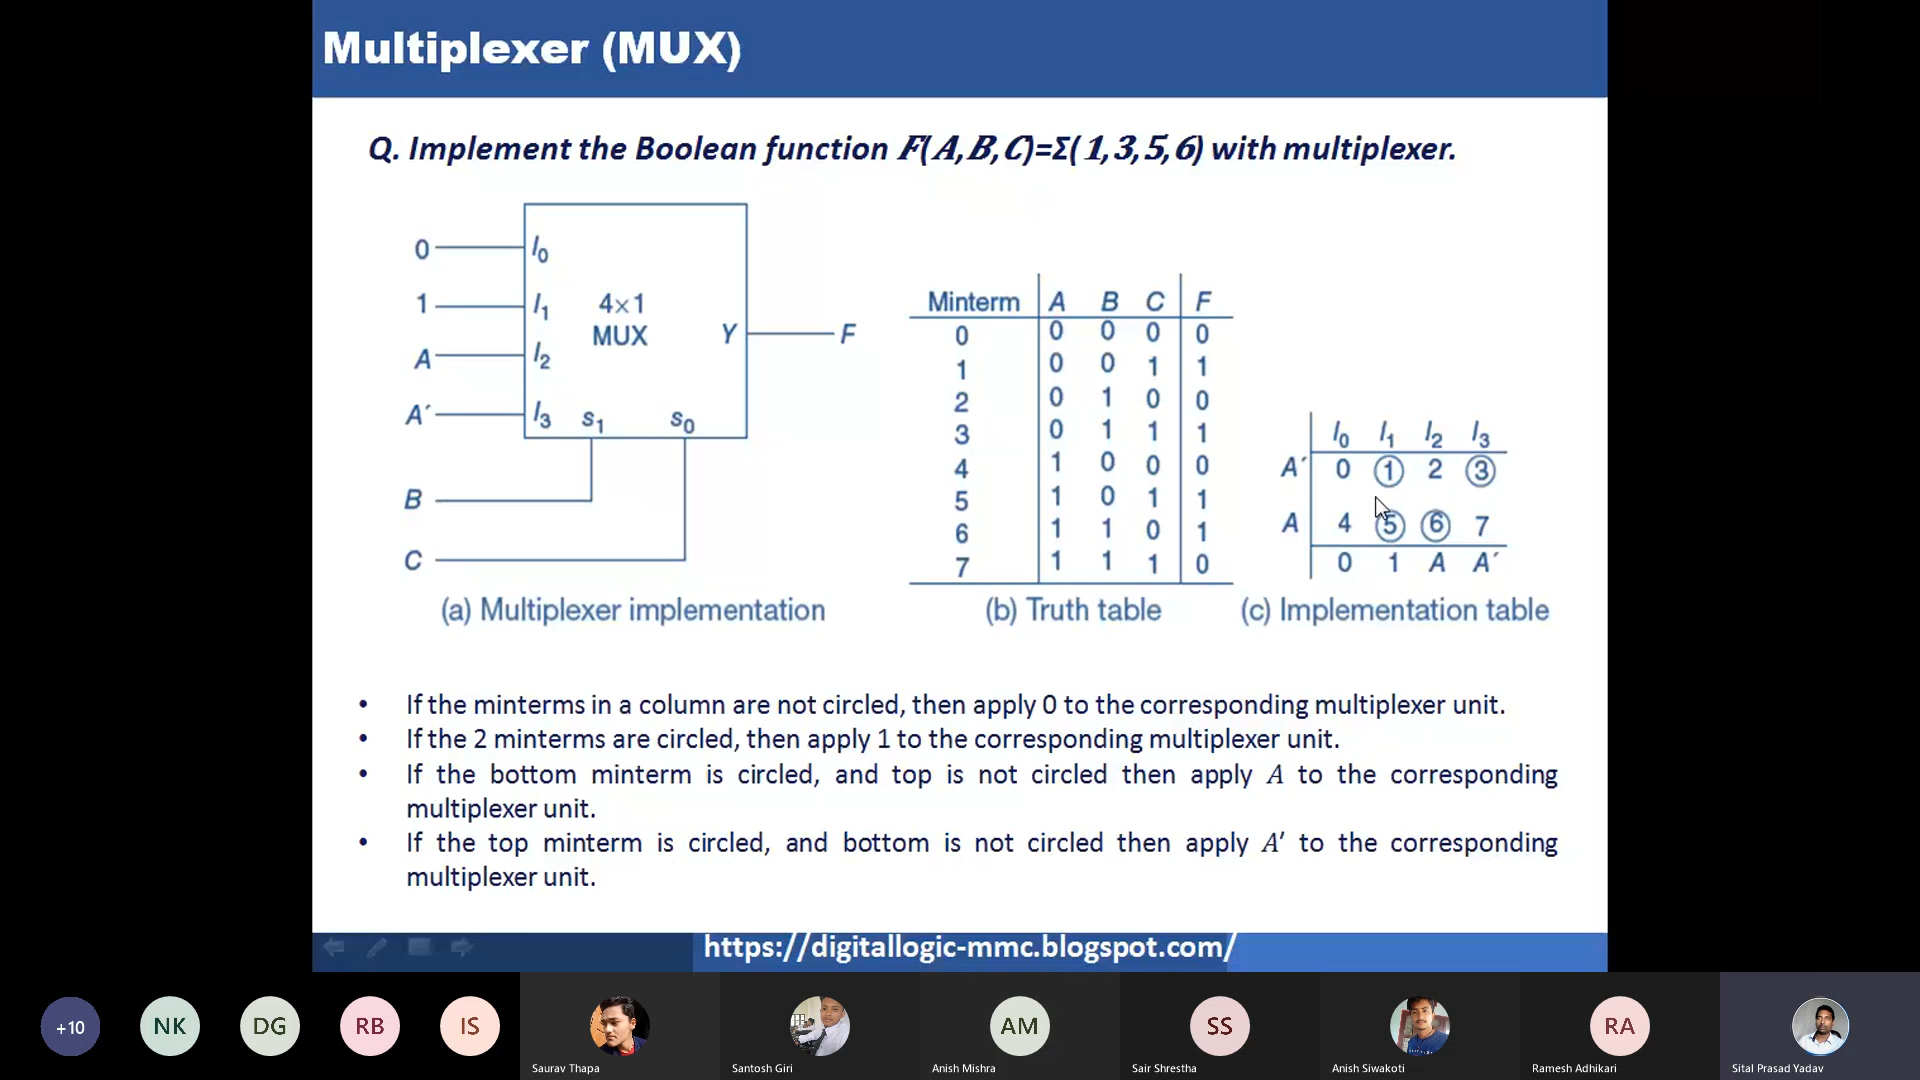 Multiplexer (MUX)
Q. Implement the Boolean function F(A,B,C)=Σ(1,3,5,6) with multiplexer.
0 I0
1 I1 4×1
MUX Y F
A I2
A′ I3 s1 s0
B
C
(a) Multiplexer implementation
Minterm A B C F
0 0 0 0 0
1 0 0 1 1
2 0 1 0 0
3 0 1 1 1
4 1 0 0 0
5 1 0 1 1
6 1 1 0 1
7 1 1 1 0
(b) Truth table
I0 I1 I2 I3
A′ 0 1 2 3
A 4 5 6 7
0 1 A A′
(c) Implementation table
• If the minterms in a column are not circled, then apply 0 to the corresponding multiplexer unit.
• If the 2 minterms are circled, then apply 1 to the corresponding multiplexer unit.
• If the bottom minterm is circled, and top is not circled then apply A to the corresponding
multiplexer unit.
• If the top minterm is circled, and bottom is not circled then apply A′ to the corresponding
multiplexer unit.
https://digitallogic-mmc.blogspot.com/
+10 NK DG RB IS AM SS RA
Saurav Thapa Santosh Giri Anish Mishra Sair Shrestha Anish Siwakoti Ramesh Adhikari Sital Prasad Yadav